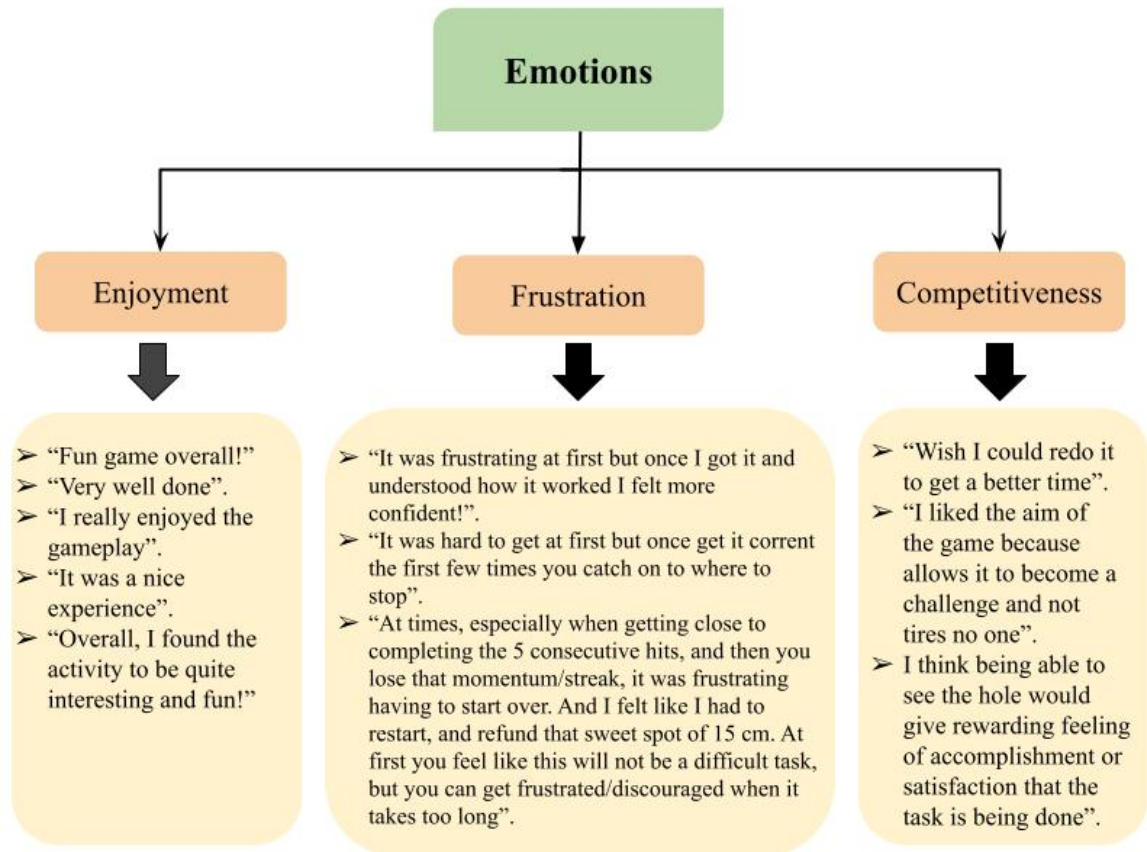 Emotions
Enjoyment
Frustration
Competitiveness
➢ “Fun game overall!”
➢ “Very well done”.
➢ “I really enjoyed the
gameplay”.
➢ “It was a nice
experience”.
➢ “Overall, I found the
activity to be quite
interesting and fun!”
➢ “It was frustrating at first but once I got it and
understood how it worked I felt more
confident!”.
➢ “It was hard to get at first but once get it corrent
the first few times you catch on to where to
stop”.
➢ “At times, especially when getting close to
completing the 5 consecutive hits, and then you
lose that momentum/streak, it was frustrating
having to start over. And I felt like I had to
restart, and refund that sweet spot of 15 cm. At
first you feel like this will not be a difficult task,
but you can get frustrated/discouraged when it
takes too long”.
➢ “Wish I could redo it
to get a better time”.
➢ “I liked the aim of
the game because
allows it to become a
challenge and not
tires no one”.
➢ I think being able to
see the hole would
give rewarding feeling
of accomplishment or
satisfaction that the
task is being done”.